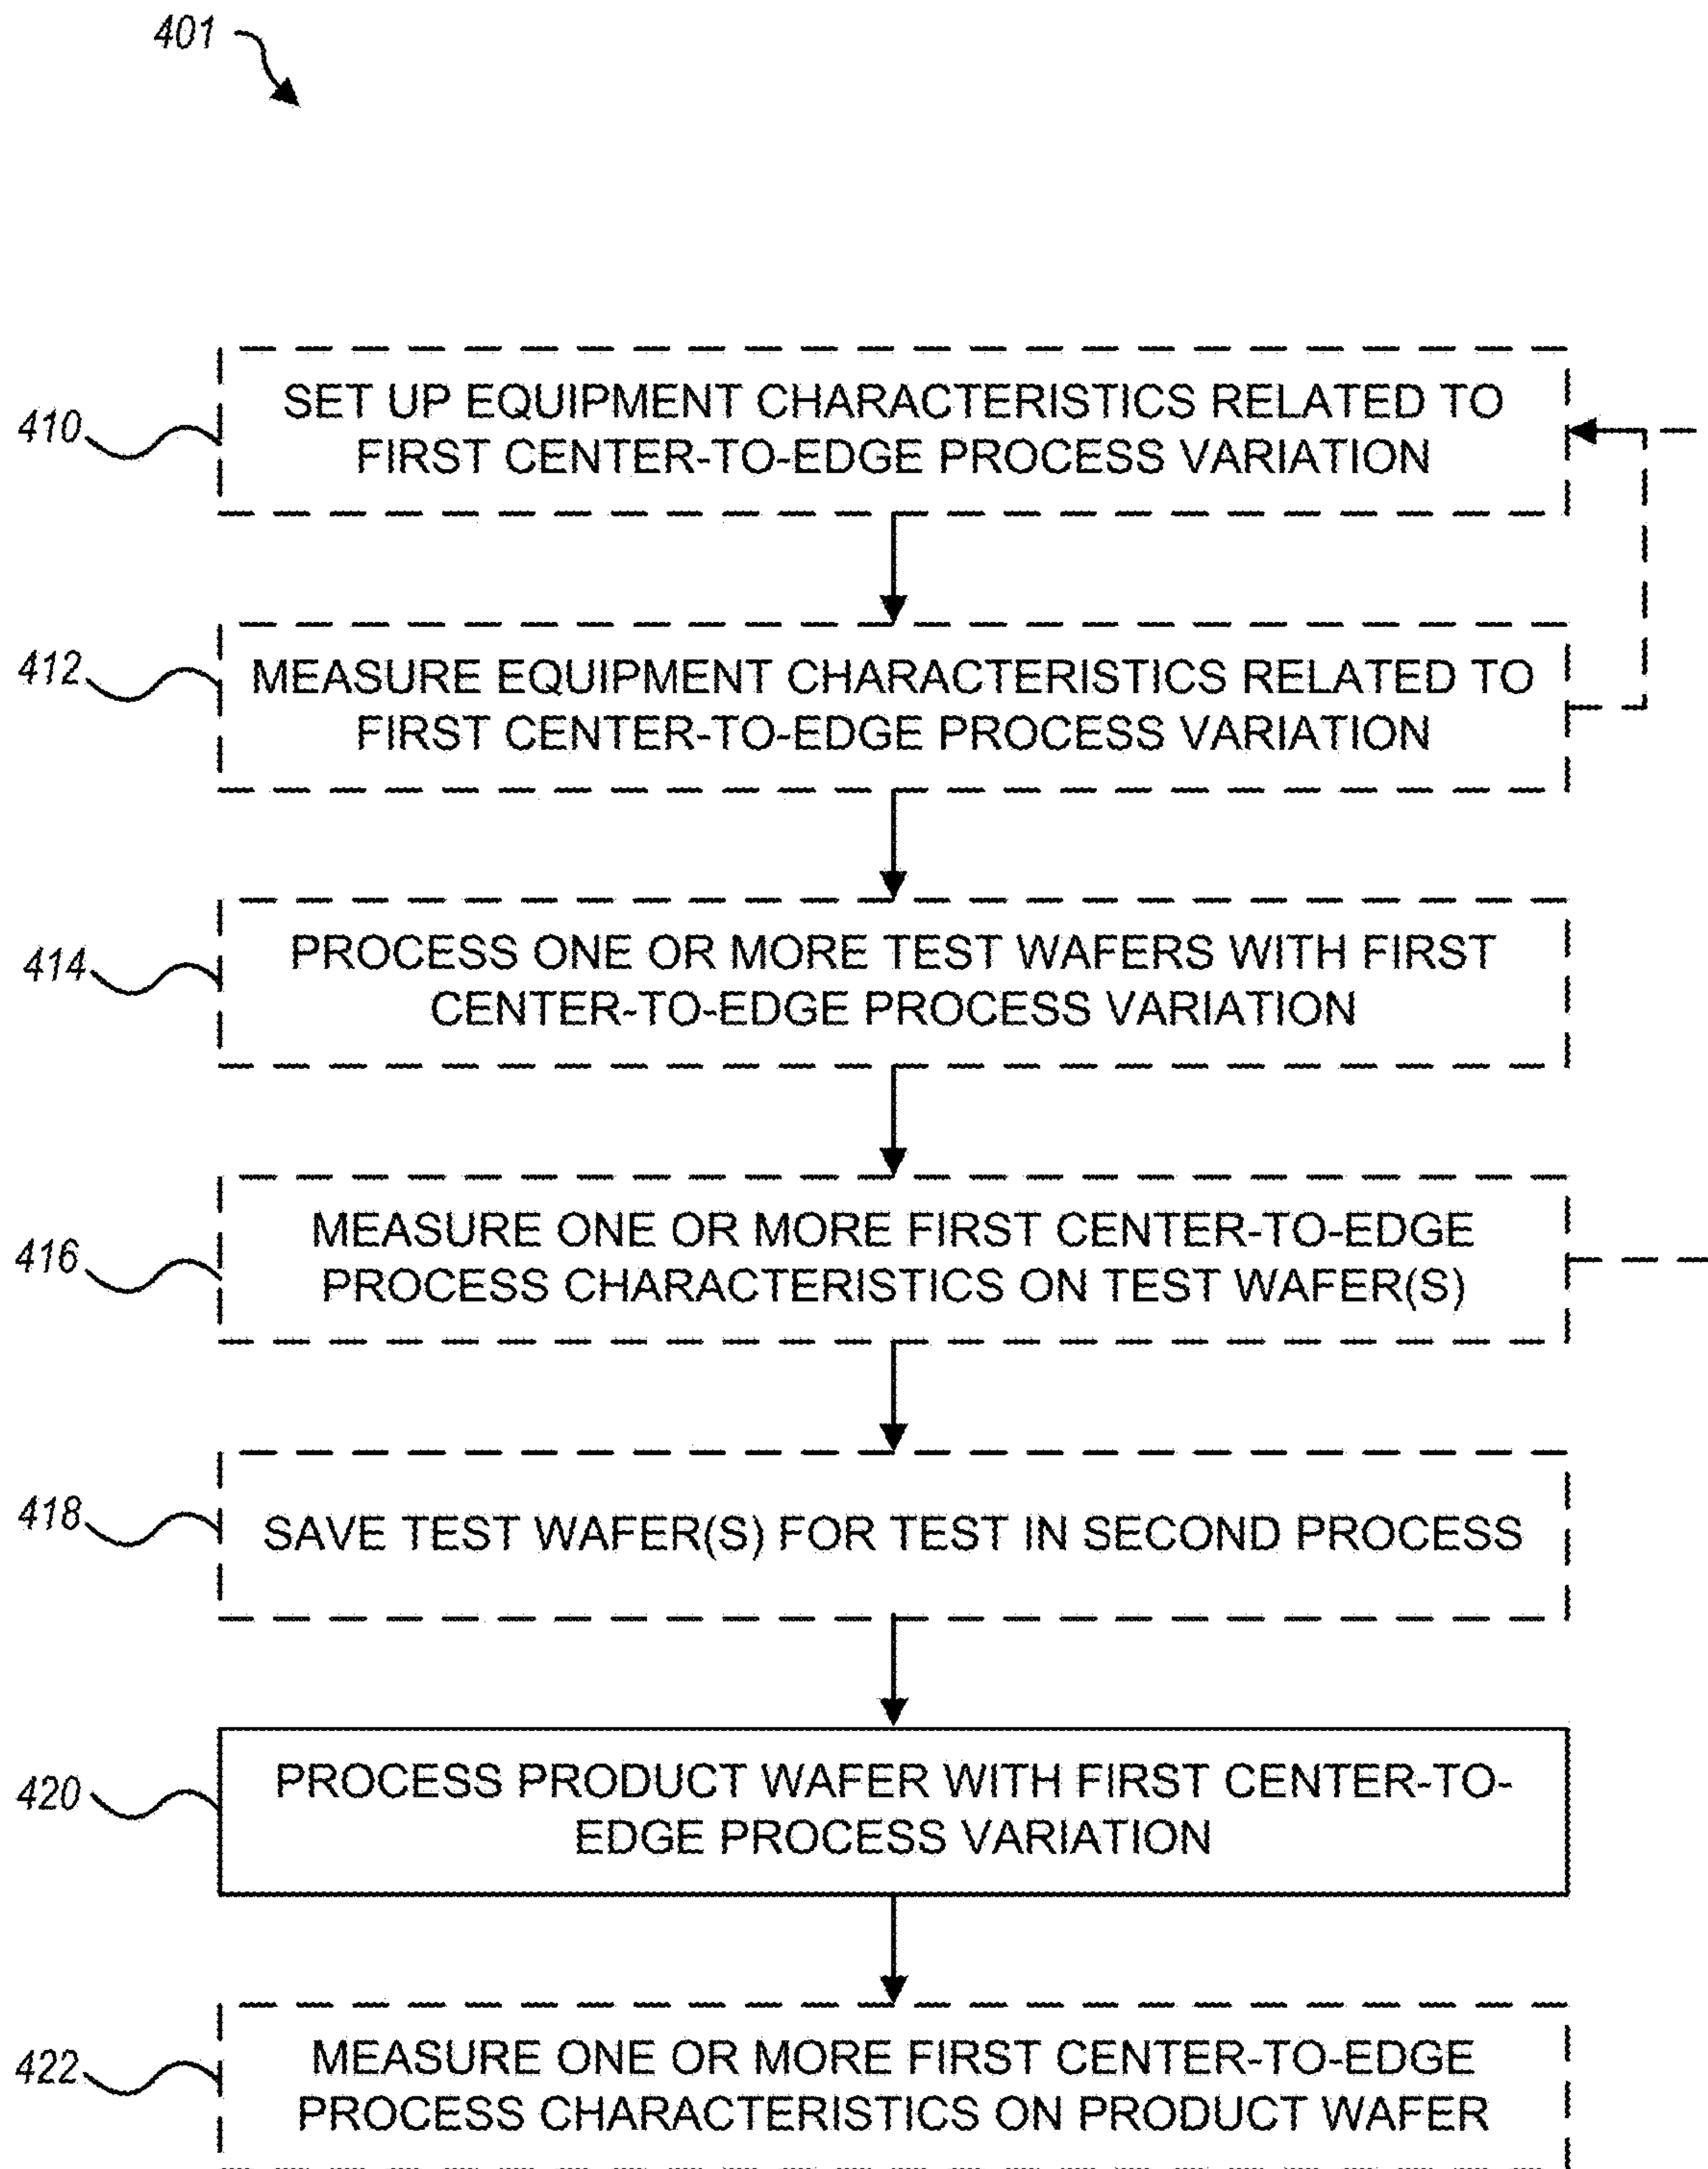 401
410
SET UP EQUIPMENT CHARACTERISTICS RELATED TO
FIRST CENTER-TO-EDGE PROCESS VARIATION
412
MEASURE EQUIPMENT CHARACTERISTICS RELATED TO
FIRST CENTER-TO-EDGE PROCESS VARIATION
414
PROCESS ONE OR MORE TEST WAFERS WITH FIRST
CENTER-TO-EDGE PROCESS VARIATION
416
MEASURE ONE OR MORE FIRST CENTER-TO-EDGE
PROCESS CHARACTERISTICS ON TEST WAFER(S)
418
SAVE TEST WAFER(S) FOR TEST IN SECOND PROCESS
420
PROCESS PRODUCT WAFER WITH FIRST CENTER-TO-
EDGE PROCESS VARIATION
422
MEASURE ONE OR MORE FIRST CENTER-TO-EDGE
PROCESS CHARACTERISTICS ON PRODUCT WAFER